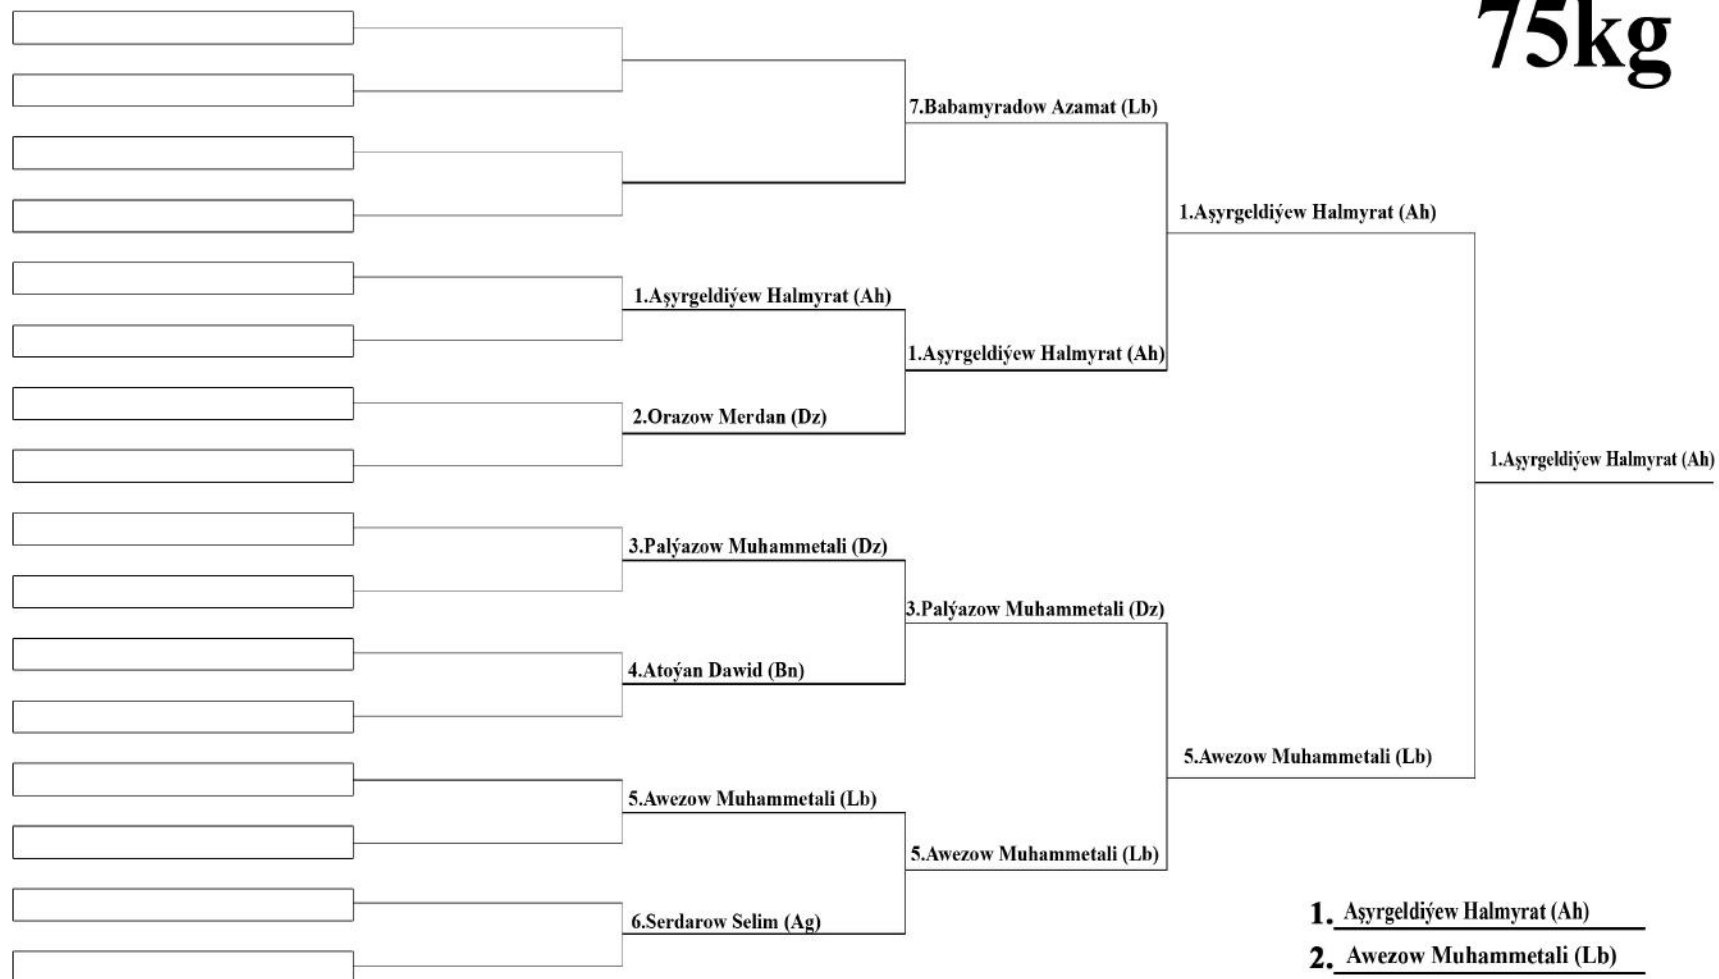 75kg
7.Babamyradow Azamat (Lb)
1.Aşyrgeldiýew Halmyrat (Ah)
1.Aşyrgeldiýew Halmyrat (Ah)
1.Aşyrgeldiýew Halmyrat (Ah)
2.Orazow Merdan (Dz)
1.Aşyrgeldiýew Halmyrat (Ah)
3.Palýazow Muhammetali (Dz)
3.Palýazow Muhammetali (Dz)
4.Atoýan Dawid (Bn)
5.Awezow Muhammetali (Lb)
5.Awezow Muhammetali (Lb)
5.Awezow Muhammetali (Lb)
6.Serdarow Selim (Ag)
1. Aşyrgeldiýew Halmyrat (Ah)
2. Awezow Muhammetali (Lb)